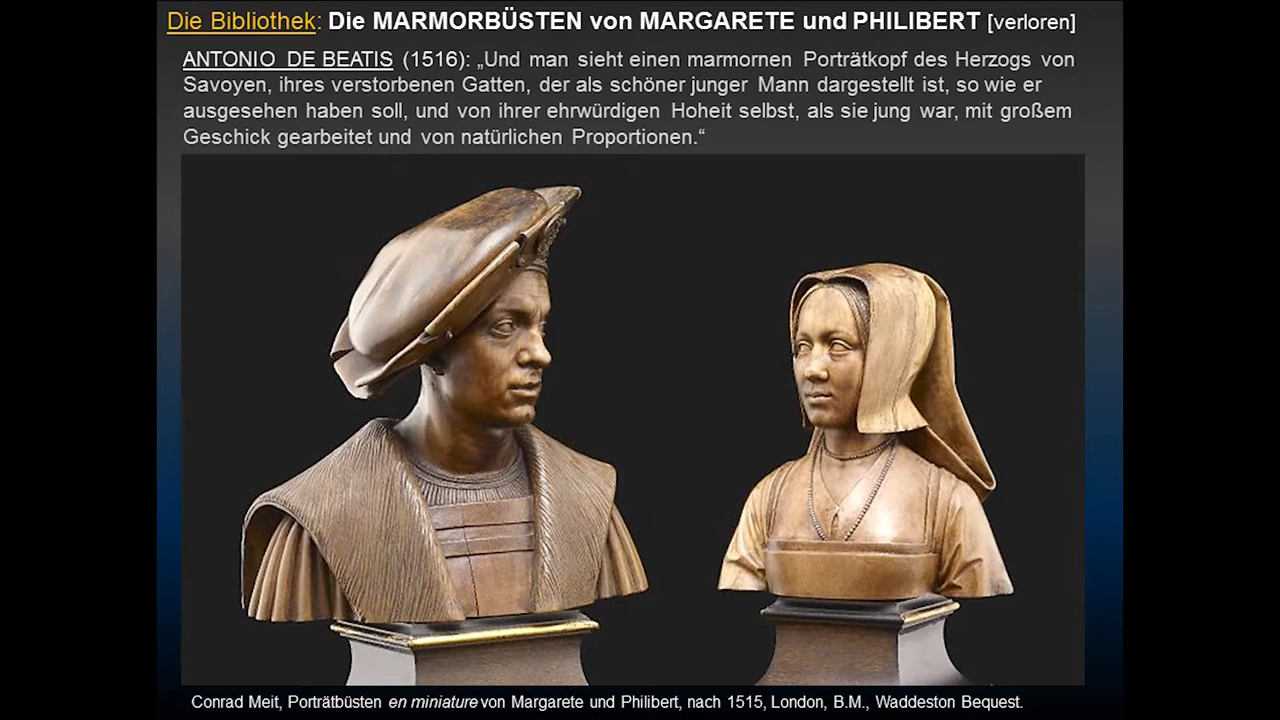 Die Bibliothek: Die MARMORBÜSTEN von MARGARETE und PHILIBERT [verloren]
ANTONIO DE BEATIS (1516): „Und man sieht einen marmornen Porträtkopf des Herzogs von
Savoyen, ihres verstorbenen Gatten, der als schöner junger Mann dargestellt ist, so wie er
ausgesehen haben soll, und von ihrer ehrwürdigen Hoheit selbst, als sie jung war, mit großem
Geschick gearbeitet und von natürlichen Proportionen.“
Conrad Meit, Porträtbüsten en miniature von Margarete und Philibert, nach 1515, London, B.M., Waddeston Bequest.